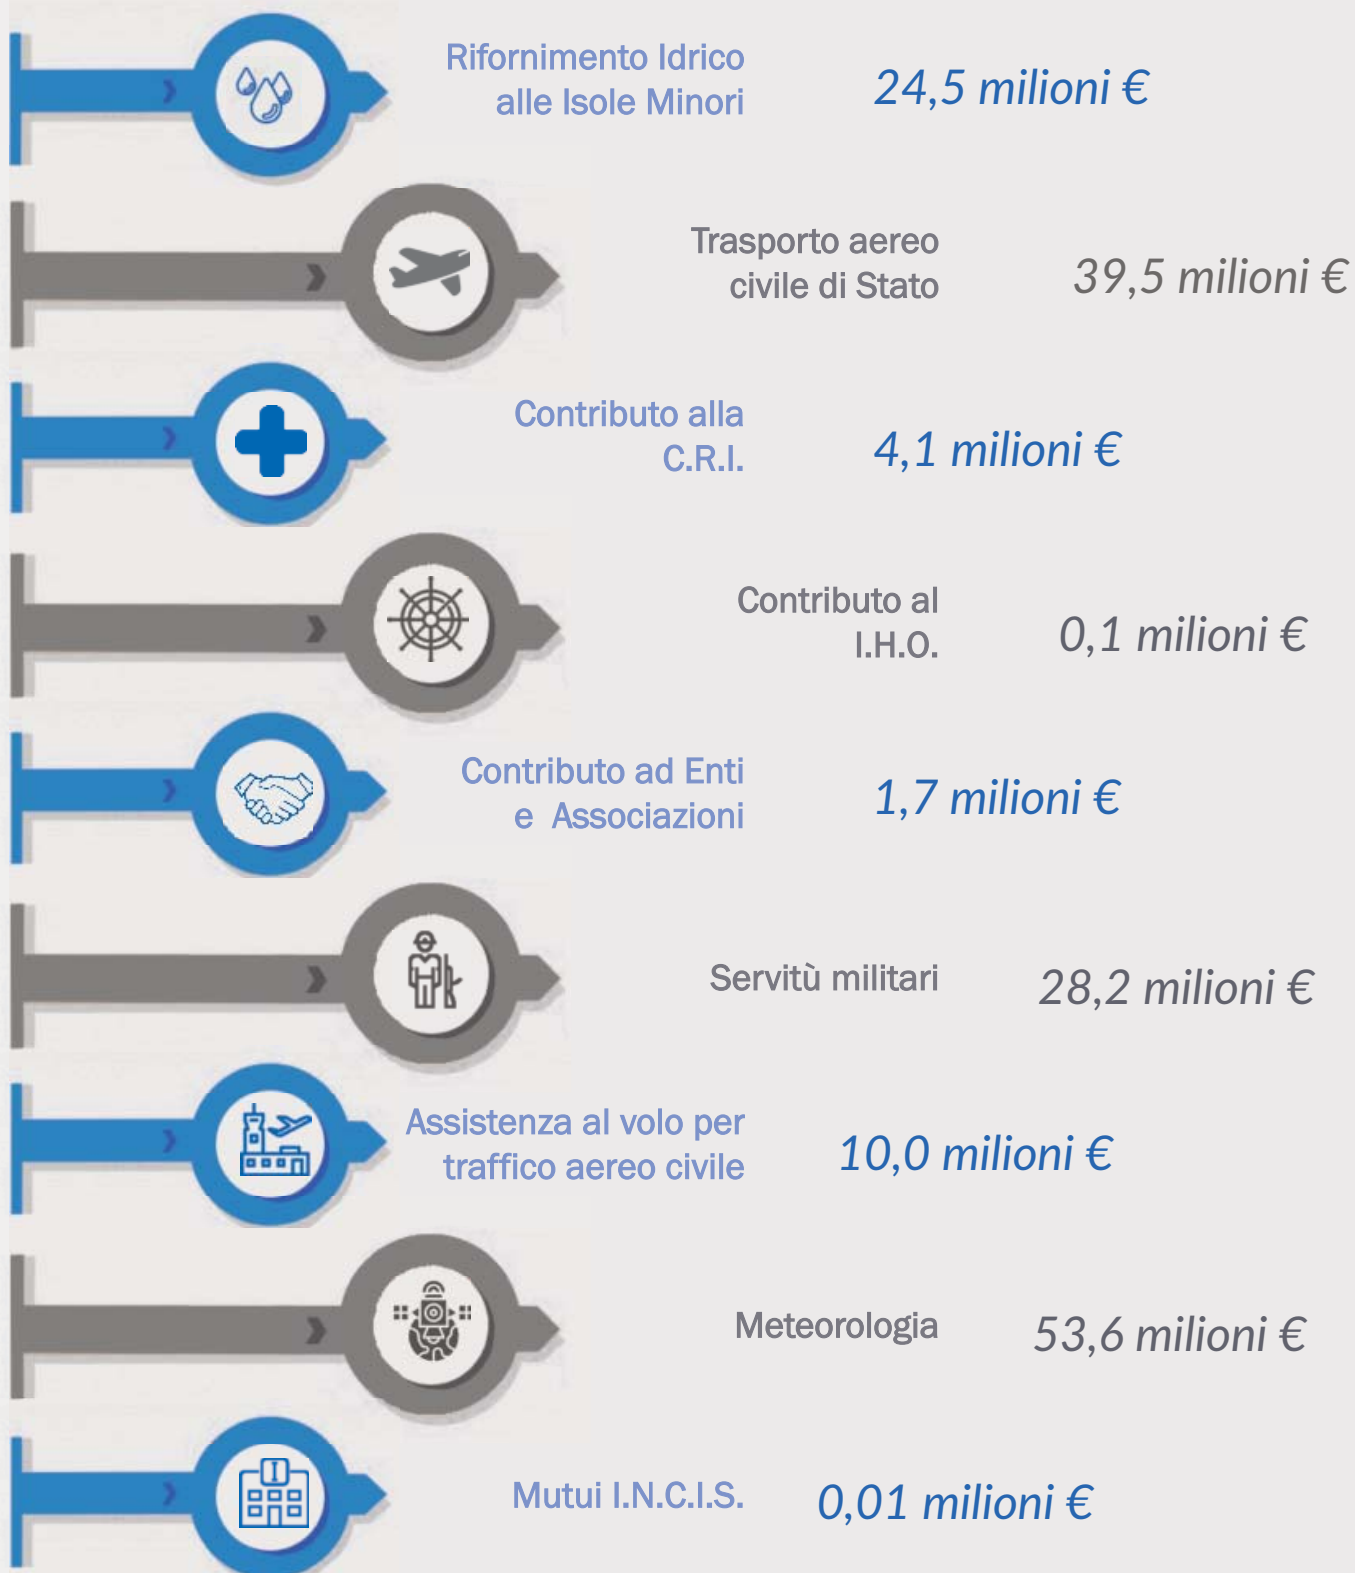 Rifornimento Idrico
alle Isole Minori
24,5 milioni €
Trasporto aereo
civile di Stato
39,5 milioni €
Contributo alla
C.R.I.
4,1 milioni €
Contributo al
I.H.O.
0,1 milioni €
Contributo ad Enti
e Associazioni
1,7 milioni €
Servitù militari
28,2 milioni €
Assistenza al volo per
traffico aereo civile
10,0 milioni €
Meteorologia
53,6 milioni €
Mutui I.N.C.I.S.
0,01 milioni €